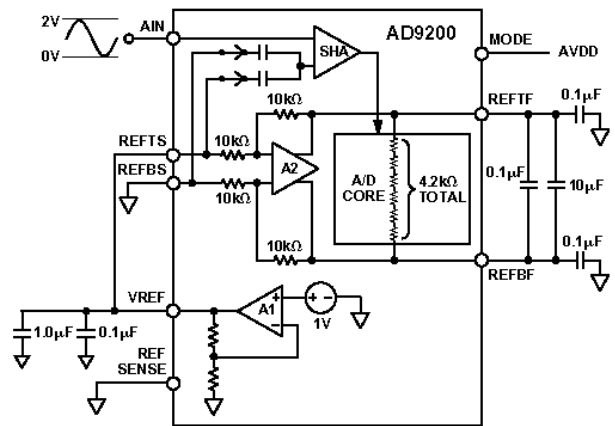 2V
0V
AIN
SHA
AD9200
MODE
AVDD
10kΩ
REFTF
0.1µF
REFTS
10kΩ
REFBS
A2
A/D
CORE
4.2kΩ
TOTAL
0.1µF
10µF
10kΩ
10kΩ
0.1µF
REFBF
VREF
A1
+
−
+ −
1V
1.0µF
0.1µF
REF
SENSE